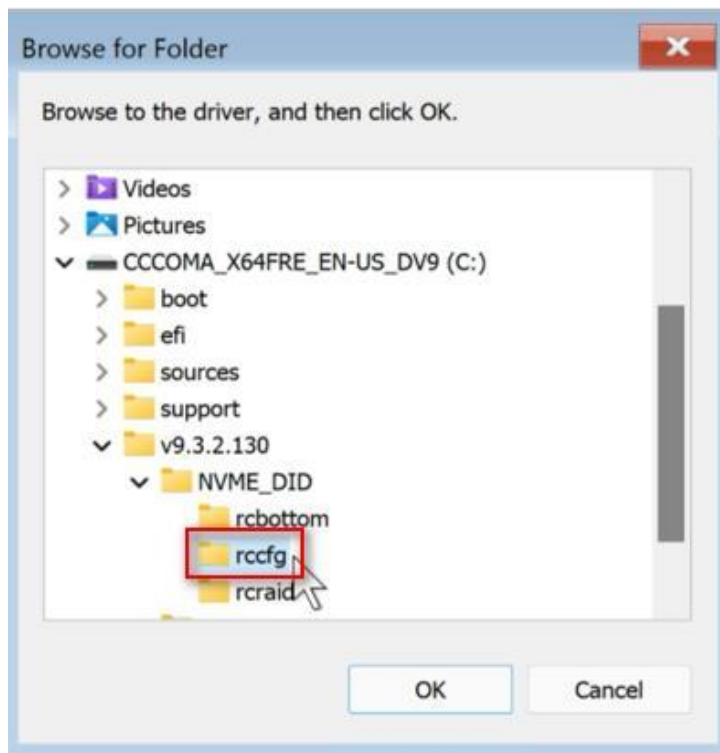 Browse for Folder
Browse to the driver, and then click OK.
Videos
Pictures
CCCOMA_X64FRE_EN-US_DV9 (C:)
boot
efi
sources
support
v9.3.2.130
NVME_DID
rcbottom
rccfg
rcraid
OK
Cancel